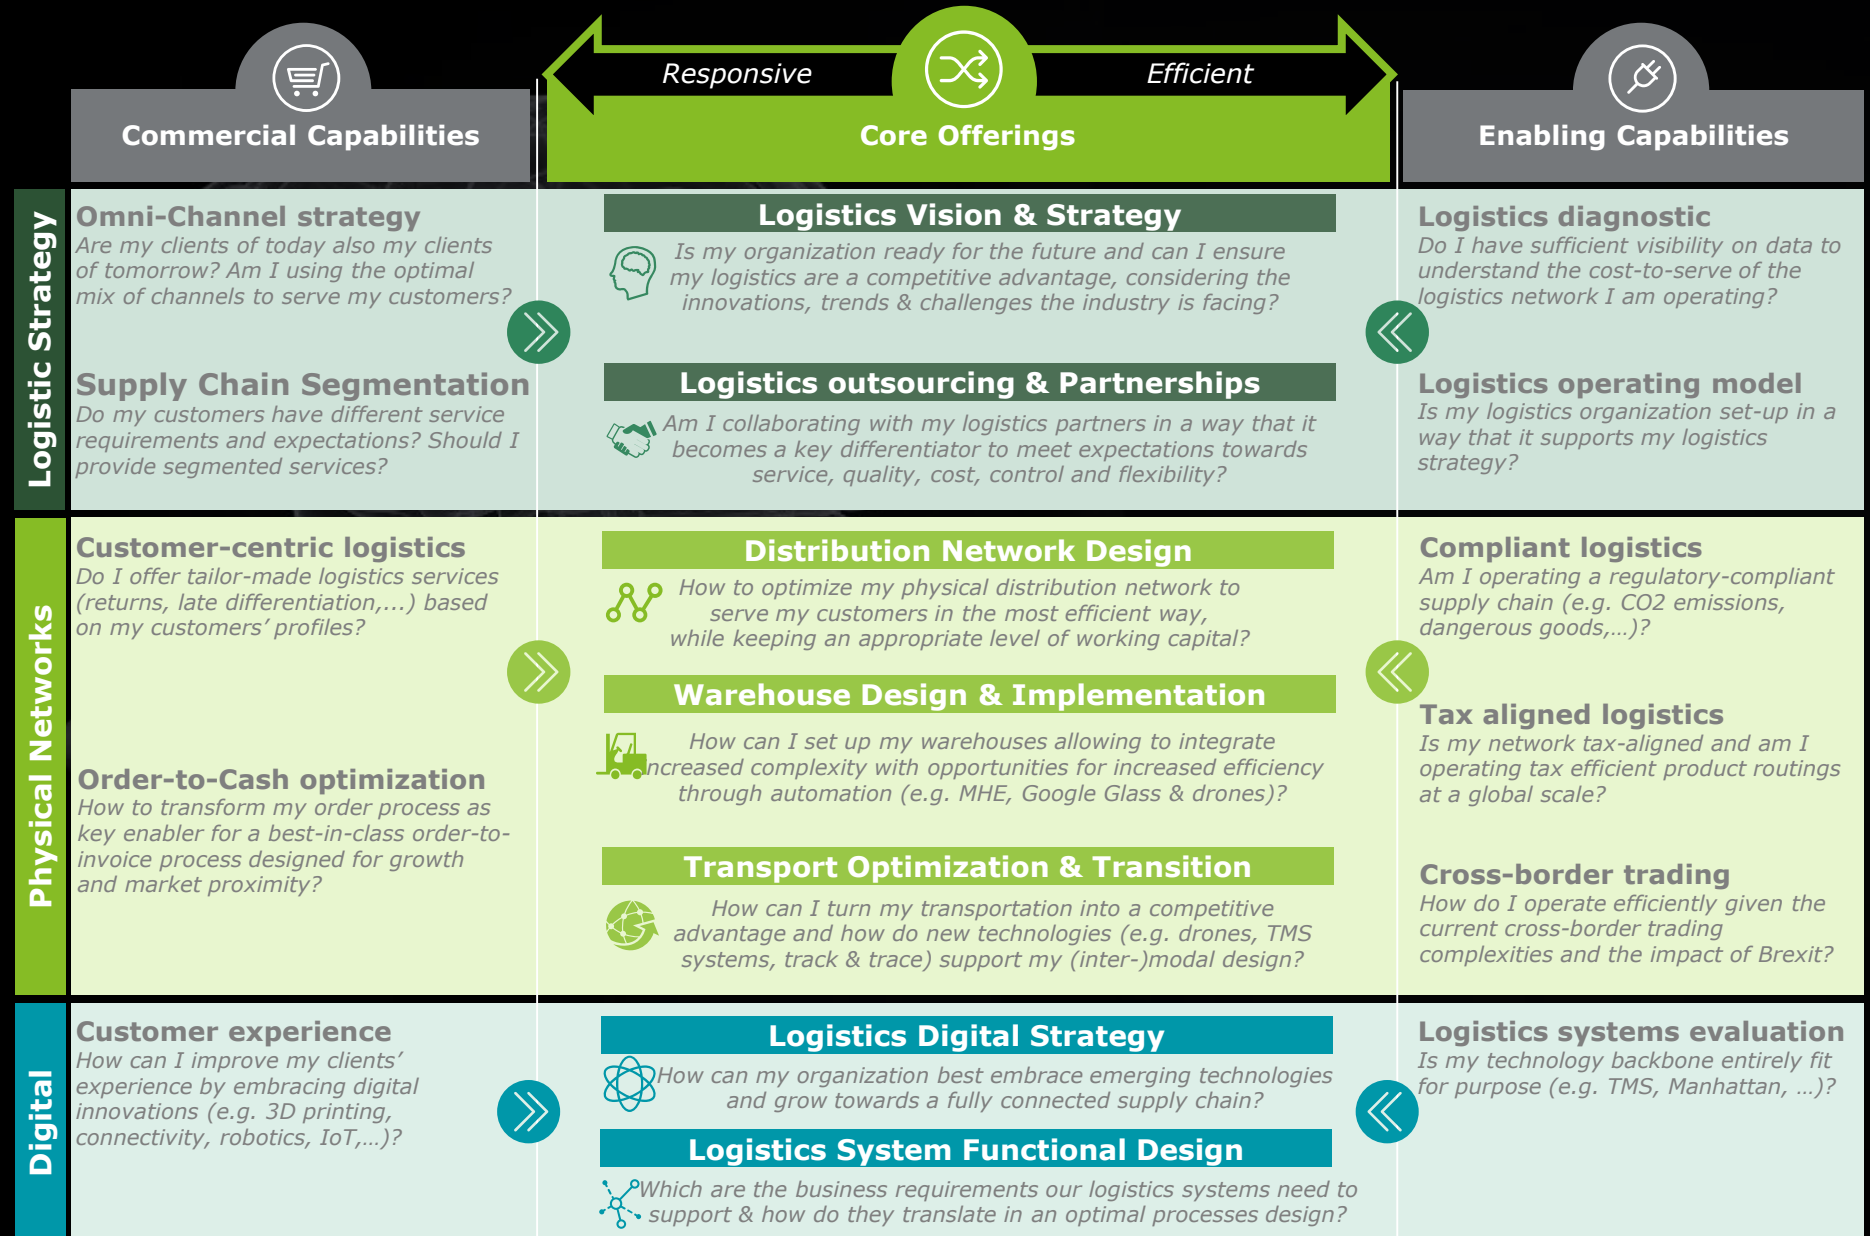 Responsive
Efficient
Commercial Capabilities
Core Offerings
Enabling Capabilities
Logistic Strategy
Omni-Channel strategy
Are my clients of today also my clients
of tomorrow? Am I using the optimal
mix of channels to serve my customers?
Supply Chain Segmentation
Do my customers have different service
requirements and expectations? Should I
provide segmented services?
Logistics Vision & Strategy
Is my organization ready for the future and can I ensure
my logistics are a competitive advantage, considering the
innovations, trends & challenges the industry is facing?
Logistics outsourcing & Partnerships
Am I collaborating with my logistics partners in a way that it
becomes a key differentiator to meet expectations towards
service, quality, cost, control and flexibility?
Logistics diagnostic
Do I have sufficient visibility on data to
understand the cost-to-serve of the
logistics network I am operating?
Logistics operating model
Is my logistics organization set-up in a
way that it supports my logistics
strategy?
Physical Networks
Customer-centric logistics
Do I offer tailor-made logistics services
(returns, late differentiation,...) based
on my customers' profiles?
Order-to-Cash optimization
How to transform my order process as
key enabler for a best-in-class order-to-
invoice process designed for growth
and market proximity?
Distribution Network Design
How to optimize my physical distribution network to
serve my customers in the most efficient way,
while keeping an appropriate level of working capital?
Warehouse Design & Implementation
How can I set up my warehouses allowing to integrate
increased complexity with opportunities for increased efficiency
through automation (e.g. MHE, Google Glass & drones)?
Transport Optimization & Transition
How can I turn my transportation into a competitive
advantage and how do new technologies (e.g. drones, TMS
systems, track & trace) support my (inter-)modal design?
Compliant logistics
Am I operating a regulatory-compliant
supply chain (e.g. CO2 emissions,
dangerous goods,...)?
Tax aligned logistics
Is my network tax-aligned and am I
operating tax efficient product routings
at a global scale?
Cross-border trading
How do I operate efficiently given the
current cross-border trading
complexities and the impact of Brexit?
Digital
Customer experience
How can I improve my clients'
experience by embracing digital
innovations (e.g. 3D printing,
connectivity, robotics, IoT,...)?
Logistics Digital Strategy
How can my organization best embrace emerging technologies
and grow towards a fully connected supply chain?
Logistics System Functional Design
Which are the business requirements our logistics systems need to
support & how do they translate in an optimal processes design?
Logistics systems evaluation
Is my technology backbone entirely fit
for purpose (e.g. TMS, Manhattan, ...)?